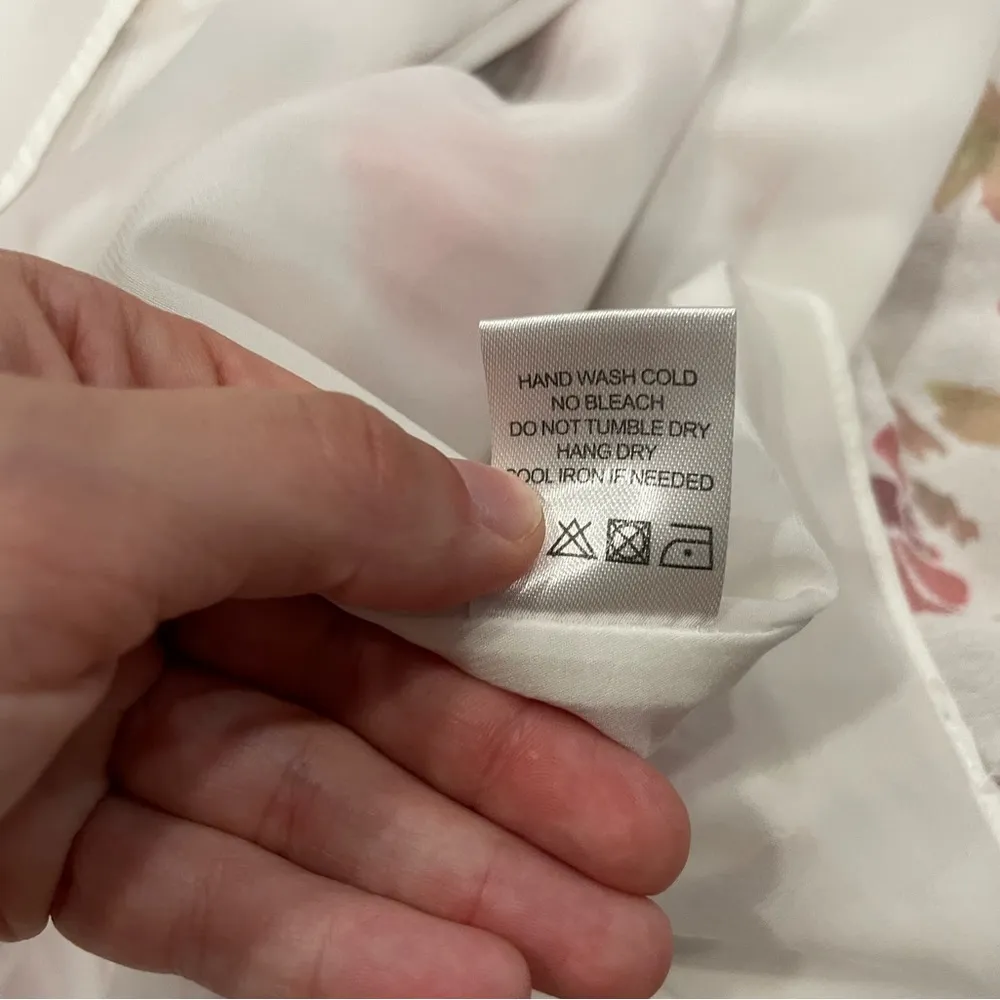 HAND WASH COLD
NO BLEACH
DO NOT TUMBLE DRY
HANG DRY
COOL IRON IF NEEDED